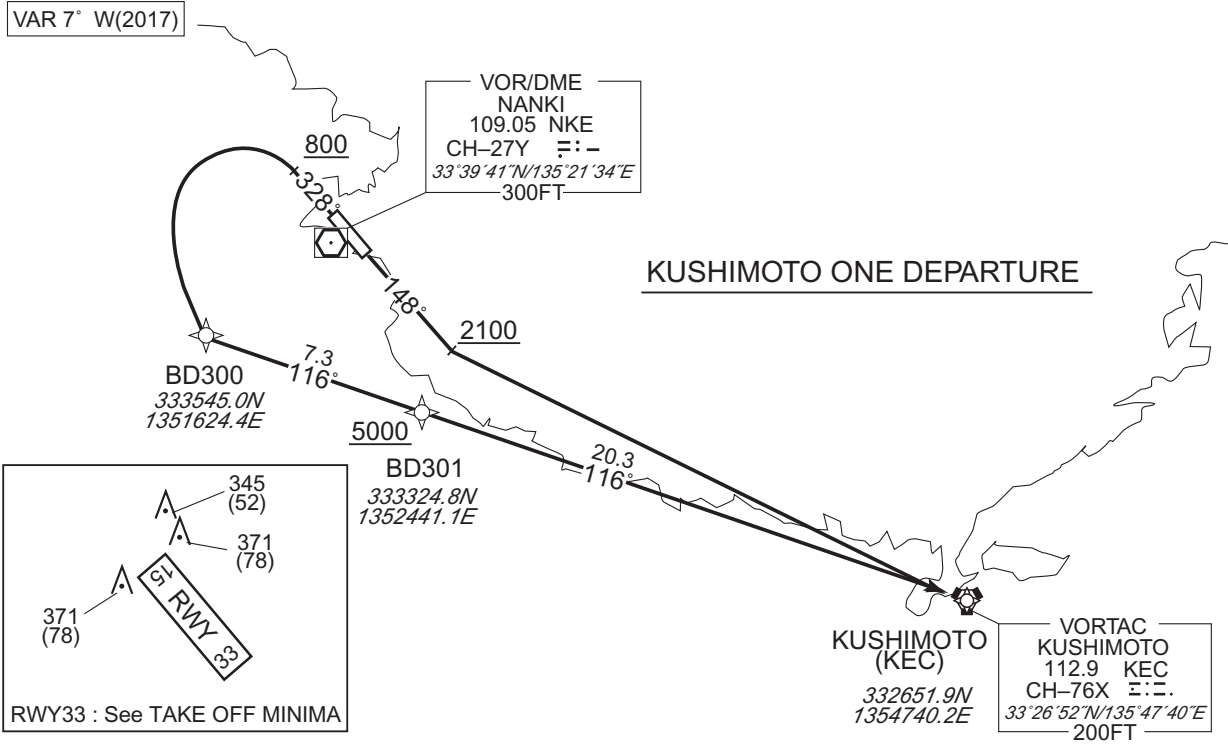 VAR 7° W(2017)
VOR/DME
NANKI
109.05 NKE
CH–27Y
33°39´41˝N/135°21´34˝E
300FT
800
328°
KUSHIMOTO ONE DEPARTURE
148°
2100
7.3
116°
BD300
333545.0N
1351624.4E
5000
BD301
333324.8N
1352441.1E
20.3
116°
345
(52)
371
(78)
371
(78)
15 RWY 33
RWY33 : See TAKE OFF MINIMA
KUSHIMOTO
(KEC)
332651.9N
1354740.2E
VORTAC
KUSHIMOTO
112.9 KEC
CH–76X
33°26´52˝N/135°47´40˝E
200FT